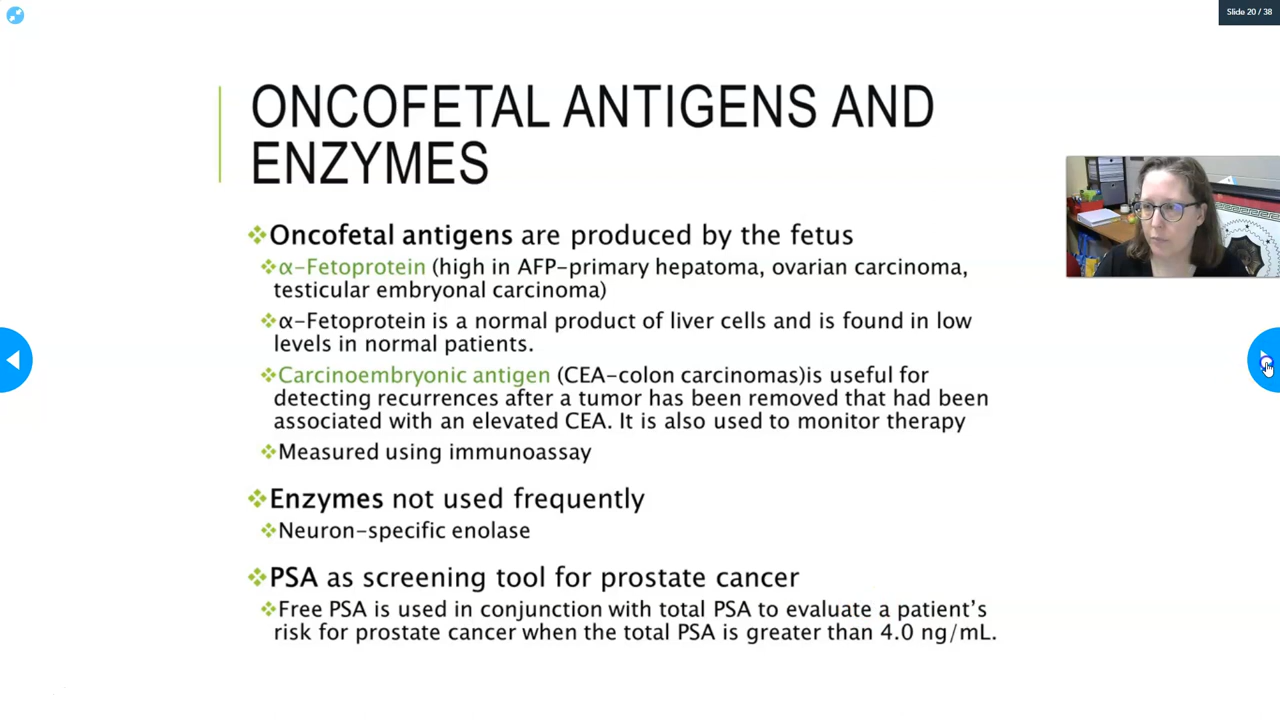 Slide 20 / 38
ONCOFETAL ANTIGENS AND
ENZYMES
❖Oncofetal antigens are produced by the fetus
❖α-Fetoprotein (high in AFP-primary hepatoma, ovarian carcinoma,
testicular embryonal carcinoma)
❖α-Fetoprotein is a normal product of liver cells and is found in low
levels in normal patients.
❖Carcinoembryonic antigen (CEA-colon carcinomas)is useful for
detecting recurrences after a tumor has been removed that had been
associated with an elevated CEA. It is also used to monitor therapy
❖Measured using immunoassay
❖Enzymes not used frequently
❖Neuron-specific enolase
❖PSA as screening tool for prostate cancer
❖Free PSA is used in conjunction with total PSA to evaluate a patient's
risk for prostate cancer when the total PSA is greater than 4.0 ng/mL.